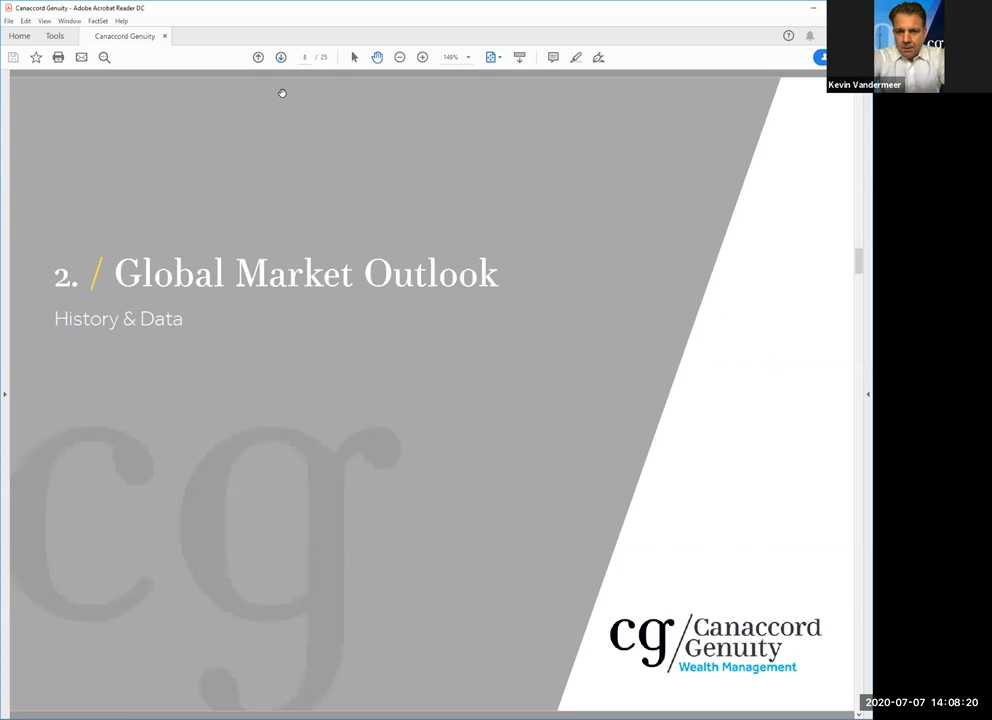 Canaccord Genuity - Adobe Acrobat Reader DC
File Edit View Window FactSet Help
Home Tools Canaccord Genuity ×
8 / 25 149%
Kevin Vandermeer
cg
2. / Global Market Outlook
History & Data
cg
cg/Canaccord
Genuity
Wealth Management
2020-07-07 14:08:20